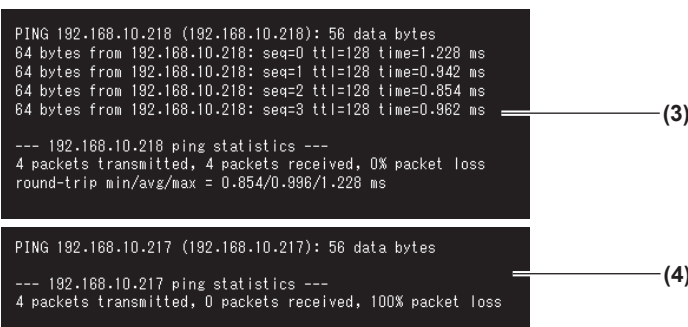 PING 192.168.10.218 (192.168.10.218): 56 data bytes
64 bytes from 192.168.10.218: seq=0 ttl=128 time=1.228 ms
64 bytes from 192.168.10.218: seq=1 ttl=128 time=0.942 ms
64 bytes from 192.168.10.218: seq=2 ttl=128 time=0.854 ms
64 bytes from 192.168.10.218: seq=3 ttl=128 time=0.962 ms
(3)
--- 192.168.10.218 ping statistics ---
4 packets transmitted, 4 packets received, 0% packet loss
round-trip min/avg/max = 0.854/0.996/1.228 ms
PING 192.168.10.217 (192.168.10.217): 56 data bytes
(4)
--- 192.168.10.217 ping statistics ---
4 packets transmitted, 0 packets received, 100% packet loss